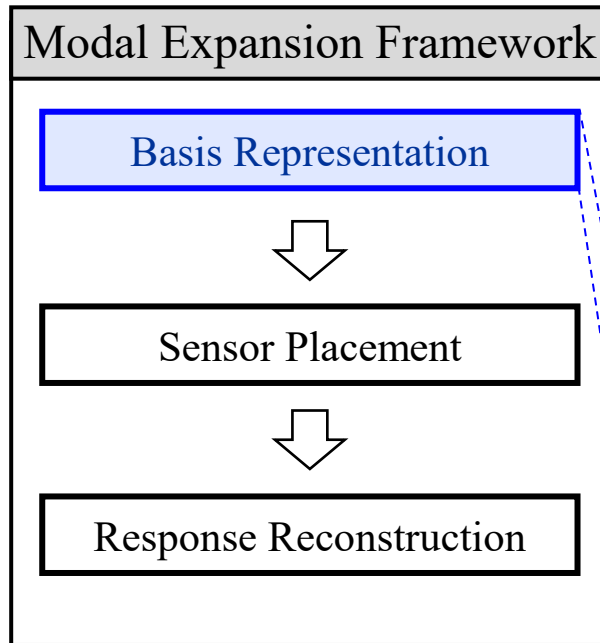 Modal Expansion Framework
Basis Representation
Sensor Placement
Response Reconstruction